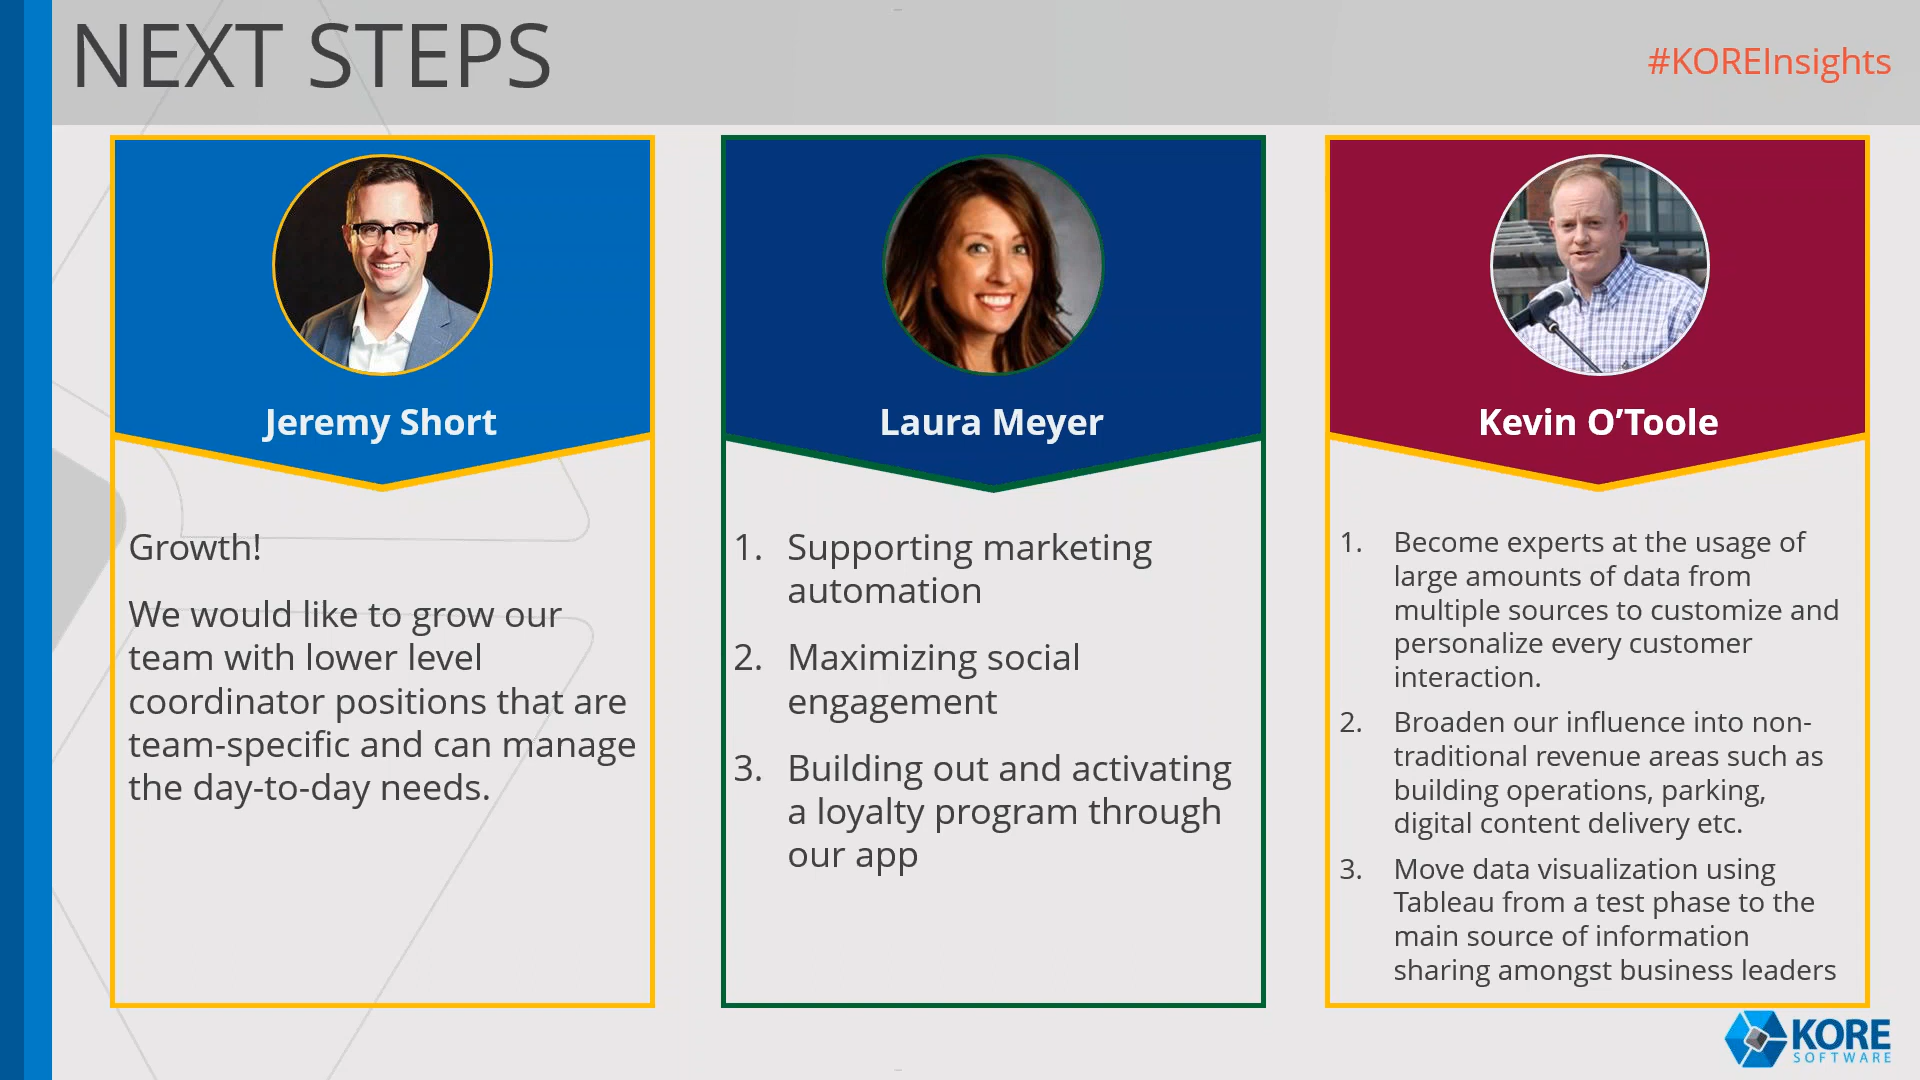 NEXT STEPS
#KOREInsights
Jeremy Short
Growth!
We would like to grow our
team with lower level
coordinator positions that are
team-specific and can manage
the day-to-day needs.
Laura Meyer
1. Supporting marketing
automation
2. Maximizing social
engagement
3. Building out and activating
a loyalty program through
our app
Kevin O’Toole
1. Become experts at the usage of
large amounts of data from
multiple sources to customize and
personalize every customer
interaction.
2. Broaden our influence into non-
traditional revenue areas such as
building operations, parking,
digital content delivery etc.
3. Move data visualization using
Tableau from a test phase to the
main source of information
sharing amongst business leaders
KORE
SOFTWARE